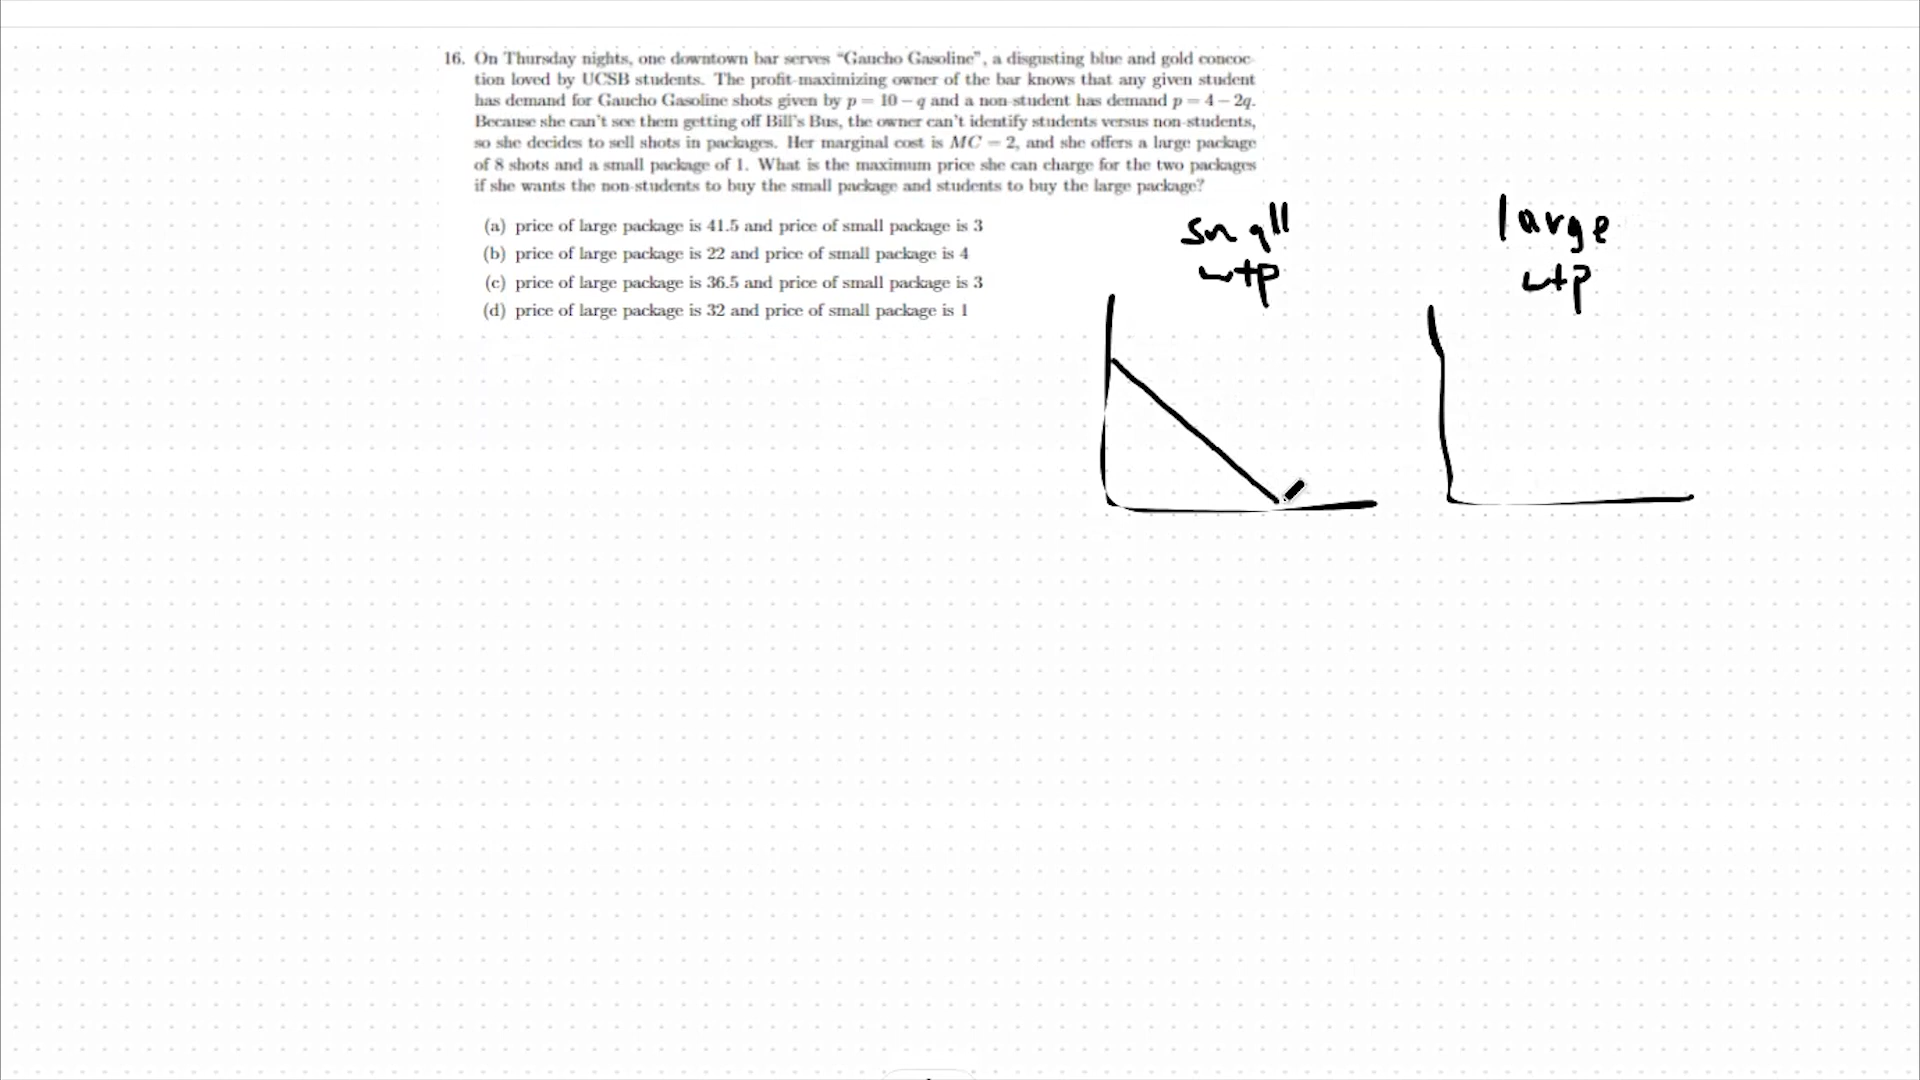 16. On Thursday nights, one downtown bar serves "Gaucho Gasoline", a disgusting blue and gold concoc-
tion loved by UCSB students. The profit-maximizing owner of the bar knows that any given student
has demand for Gaucho Gasoline shots given by p = 10 − q and a non-student has demand p = 4 − 2q.
Because she can't see them getting off Bill's Bus, the owner can't identify students versus non-students,
so she decides to sell shots in packages. Her marginal cost is MC = 2, and she offers a large package
of 8 shots and a small package of 1. What is the maximum price she can charge for the two packages
if she wants the non-students to buy the small package and students to buy the large package?
(a) price of large package is 41.5 and price of small package is 3
(b) price of large package is 22 and price of small package is 4
(c) price of large package is 36.5 and price of small package is 3
(d) price of large package is 32 and price of small package is 1
small
wtp
large
wtp